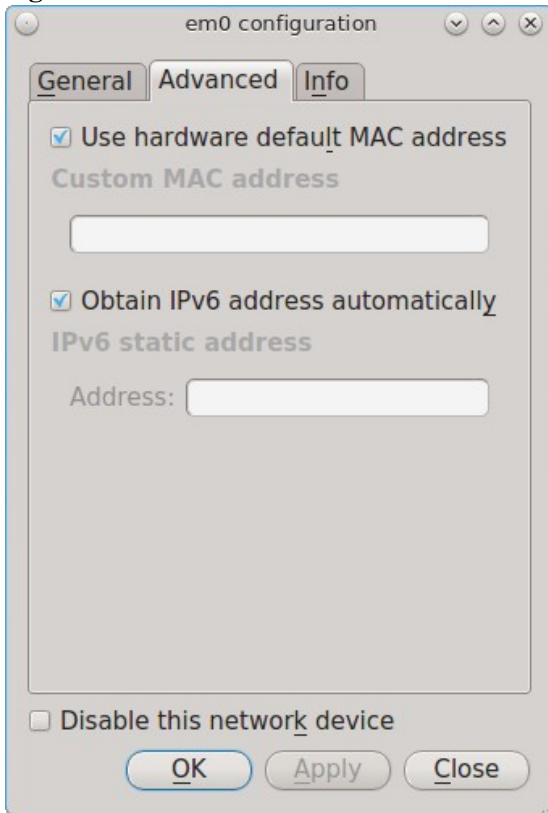 em0 configuration
General Advanced Info
Use hardware default MAC address
Custom MAC address
Obtain IPv6 address automatically
IPv6 static address
Address:
Disable this network device
OK Apply Close